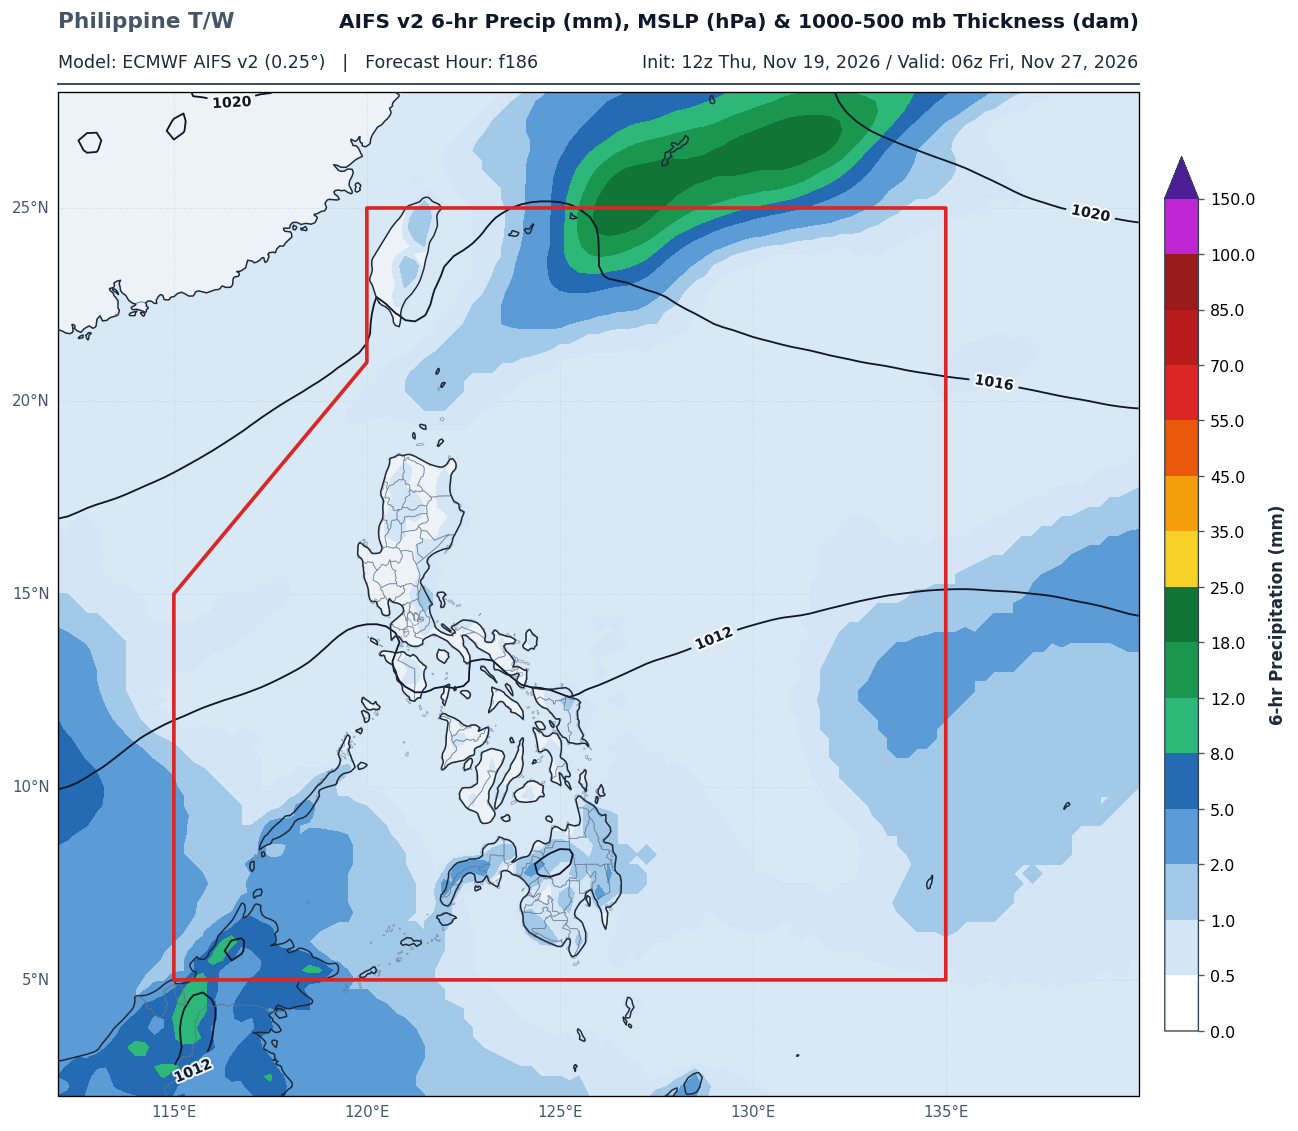 Philippine T/W
AIFS v2 6-hr Precip (mm), MSLP (hPa) & 1000-500 mb Thickness (dam)
Model: ECMWF AIFS v2 (0.25°) | Forecast Hour: f186
Init: 12z Thu, Nov 19, 2026 / Valid: 06z Fri, Nov 27, 2026
1020
1020
1016
1012
1012
25°N
20°N
15°N
10°N
5°N
115°E
120°E
125°E
130°E
135°E
150.0
100.0
85.0
70.0
55.0
45.0
35.0
25.0
18.0
12.0
8.0
5.0
2.0
1.0
0.5
0.0
6-hr Precipitation (mm)